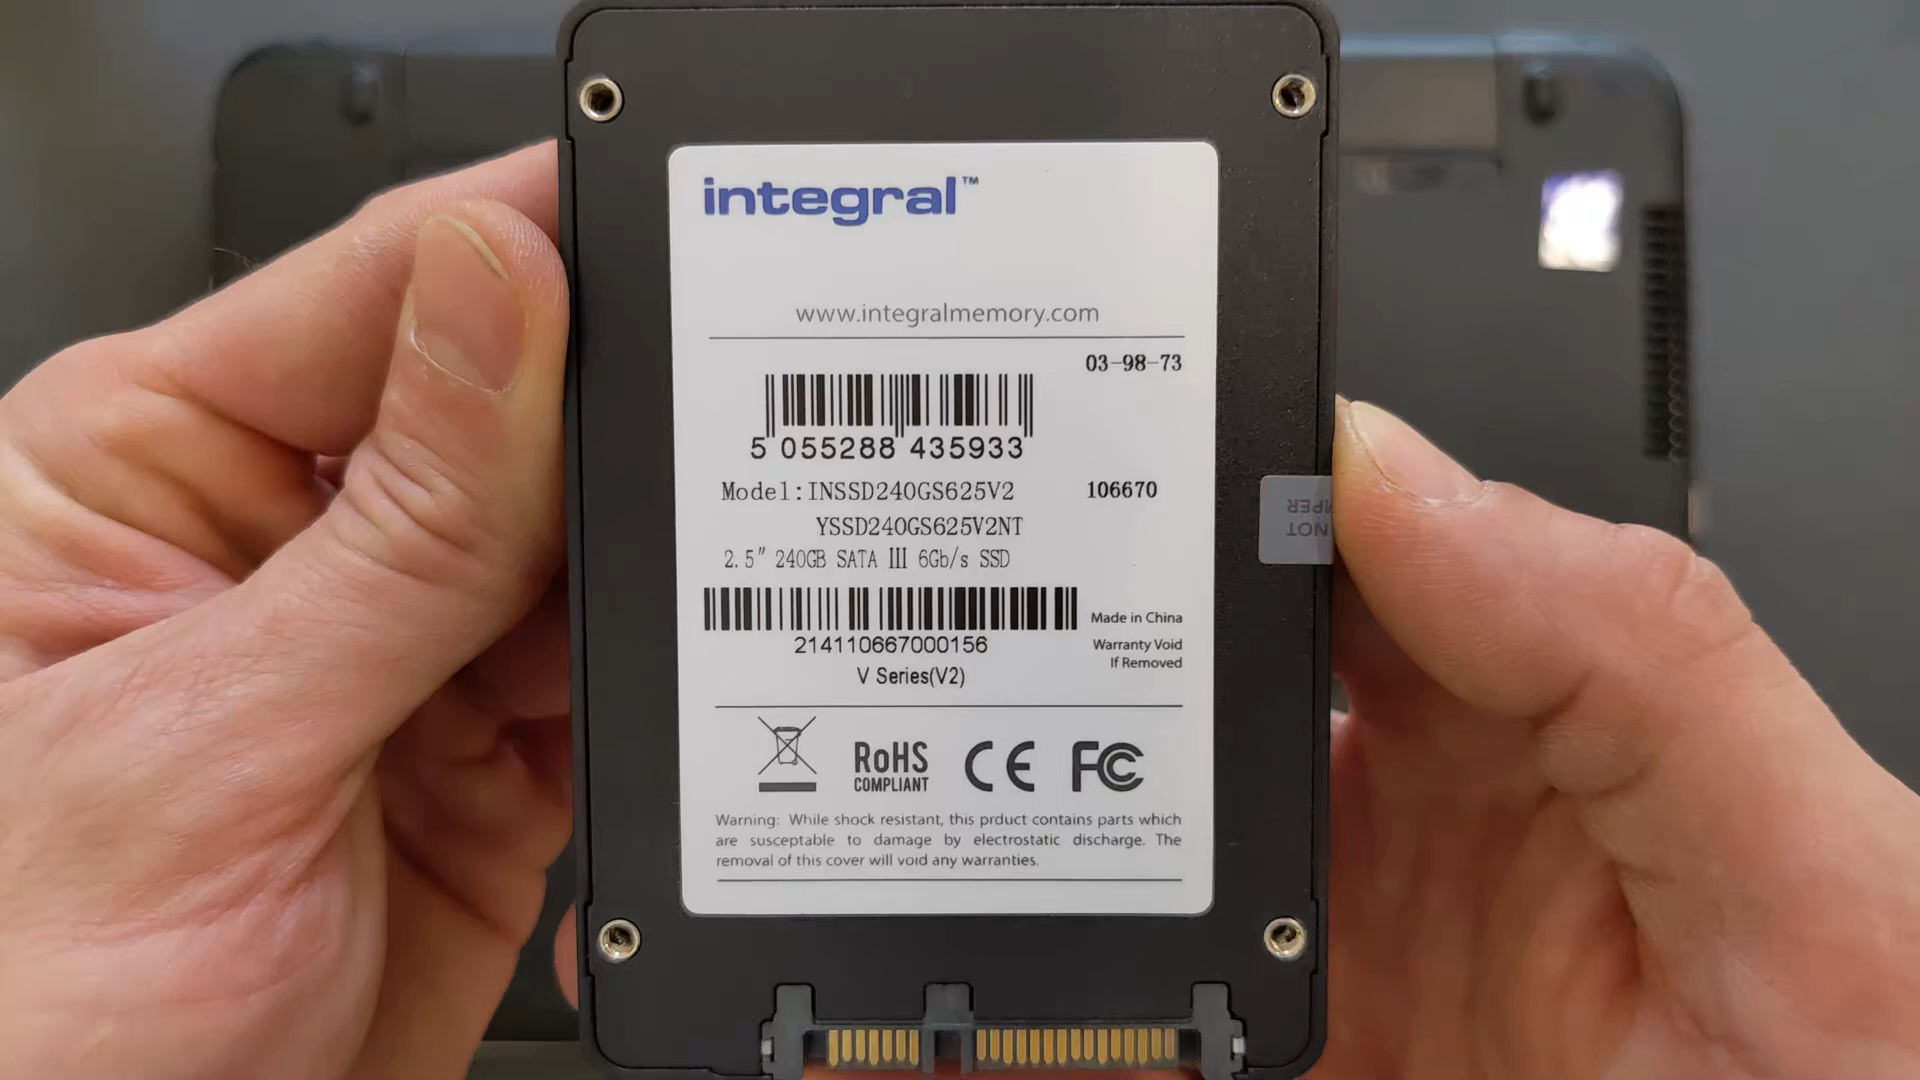 integral™
www.integralmemory.com
03-98-73
5 055288 435933
Model:INSSD240GS625V2
106670
YSSD240GS625V2NT
2.5" 240GB SATA III 6Gb/s SSD
214110667000156
Made in China
Warranty Void
If Removed
V Series(V2)
RoHS
COMPLIANT
CE
FC
Warning: While shock resistant, this prduct contains parts which
are susceptable to damage by electrostatic discharge. The
removal of this cover will void any warranties.
NOT